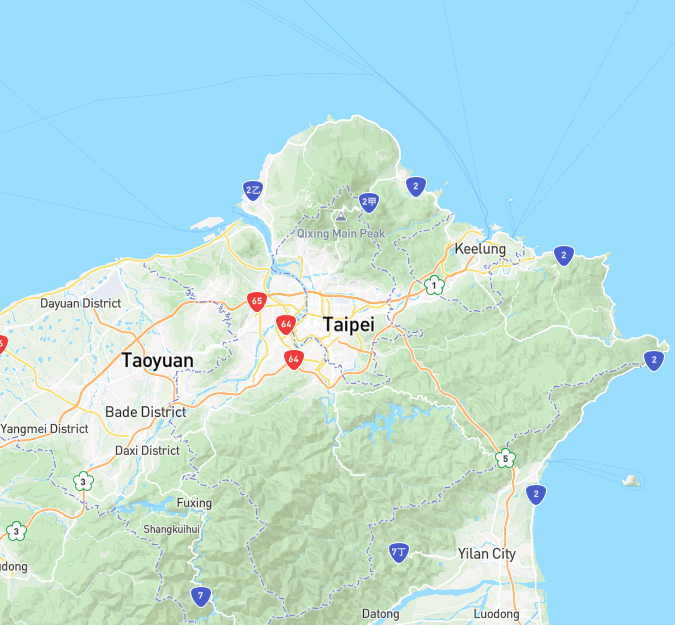 2乙
2
2甲
Qixing Main Peak
Keelung
2
1
Dayuan District
65
64
Taipei
64
Taoyuan
2
Bade District
Yangmei District
Daxi District
5
3
2
Fuxing
3
Shangkuihui
7丁
Yilan City
dong
7
Datong
Luodong